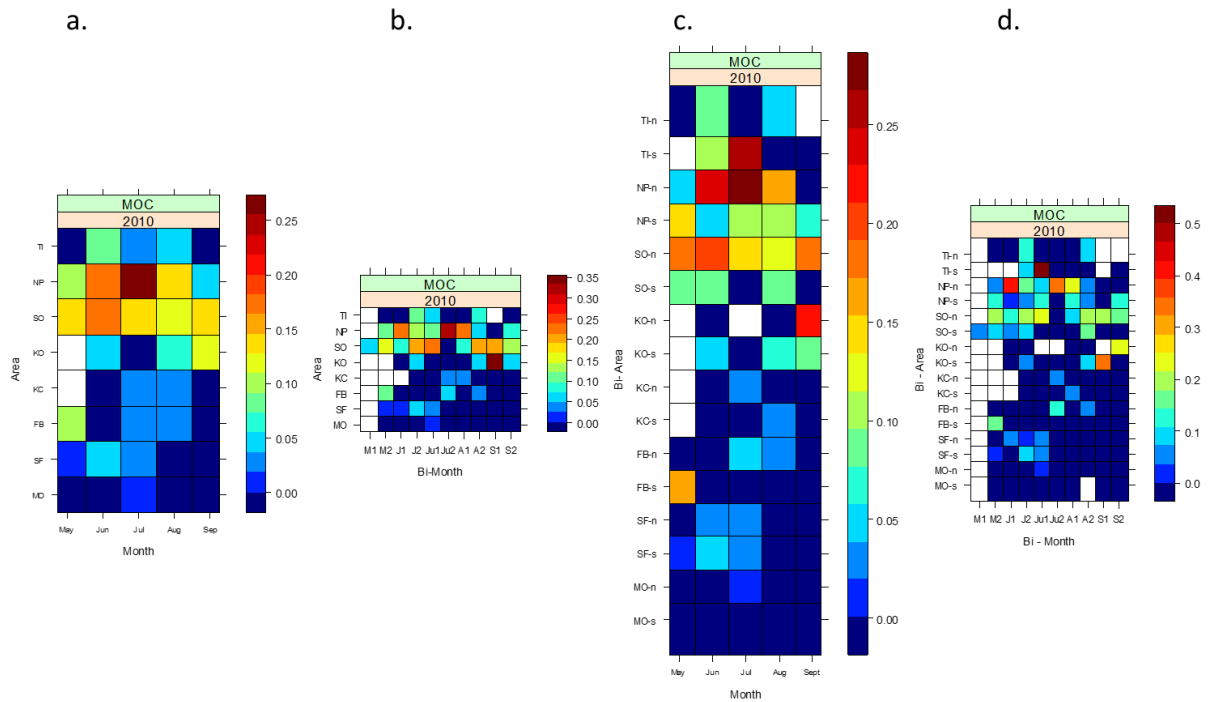 a.
MOC
2010
TI
NP
SO
KO
KC
FB
SF
MO
Area
May Jun Jul Aug Sep
Month
0.25
0.20
0.15
0.10
0.05
0.00
b.
MOC
2010
TI
NP
SO
KO
KC
FB
SF
MO
Area
M1 M2 J1 J2 Ju1 Ju2 A1 A2 S1 S2
Bi-Month
0.35
0.30
0.25
0.20
0.15
0.10
0.05
0.00
c.
MOC
2010
TI-n
TI-s
NP-n
NP-s
SO-n
SO-s
KO-n
KO-s
KC-n
KC-s
FB-n
FB-s
SF-n
SF-s
MO-n
MO-s
Bi- Area
May Jun Jul Aug Sept
Month
0.25
0.20
0.15
0.10
0.05
0.00
d.
MOC
2010
TI-n
TI-s
NP-n
NP-s
SO-n
SO-s
KO-n
KO-s
KC-n
KC-s
FB-n
FB-s
SF-n
SF-s
MO-n
MO-s
Bi - Area
M1 M2 J1 J2 Ju1 Ju2 A1 A2 S1 S2
Bi - Month
0.5
0.4
0.3
0.2
0.1
0.0